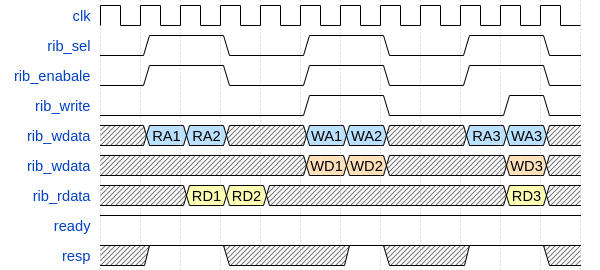 clk
rib_sel
rib_enabale
rib_write
rib_wdata RA1 RA2 WA1 WA2 RA3 WA3
rib_wdata WD1 WD2 WD3
rib_rdata RD1 RD2 RD3
ready
resp